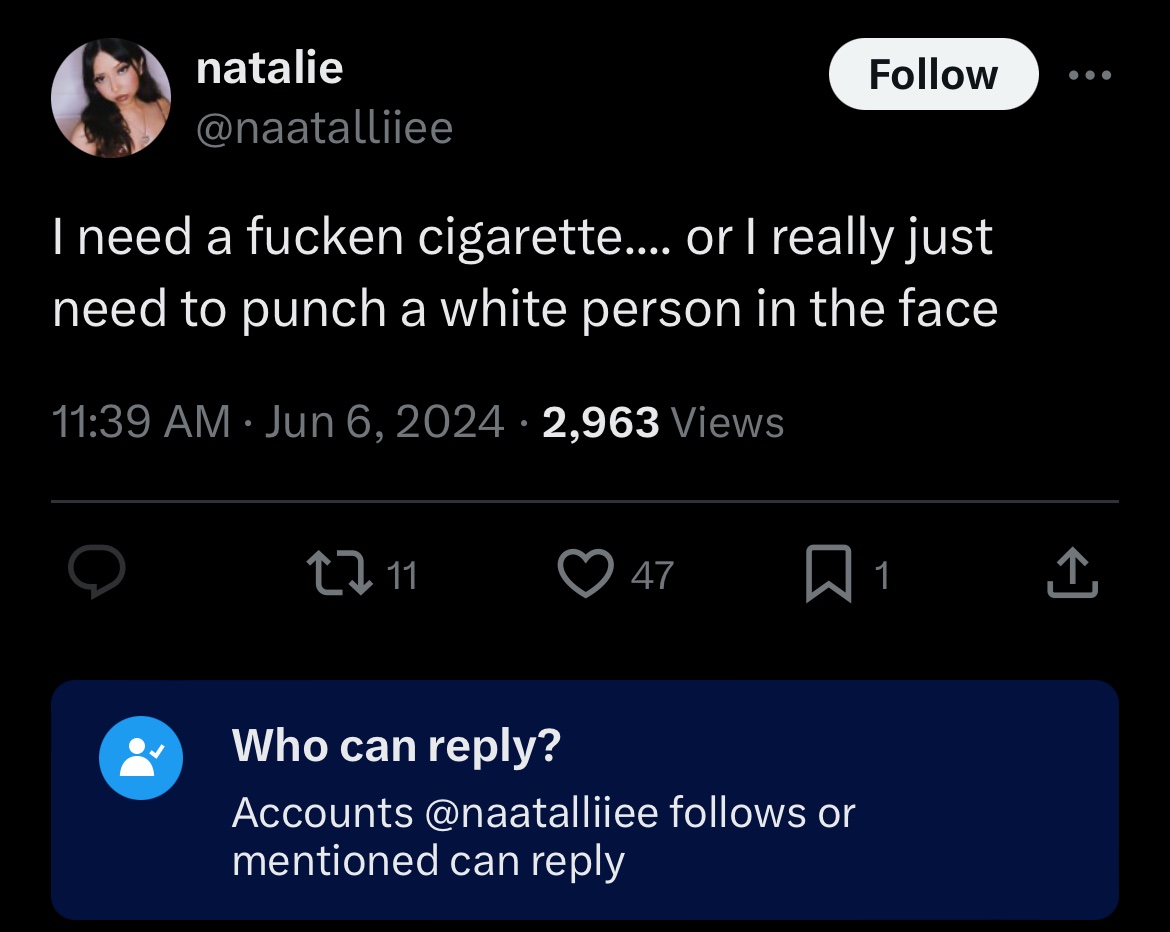 natalie
Follow
@naatalliiee
I need a fucken cigarette.... or I really just
need to punch a white person in the face
11:39 AM · Jun 6, 2024 · 2,963 Views
11 47 1
Who can reply?
Accounts @naatalliiee follows or
mentioned can reply